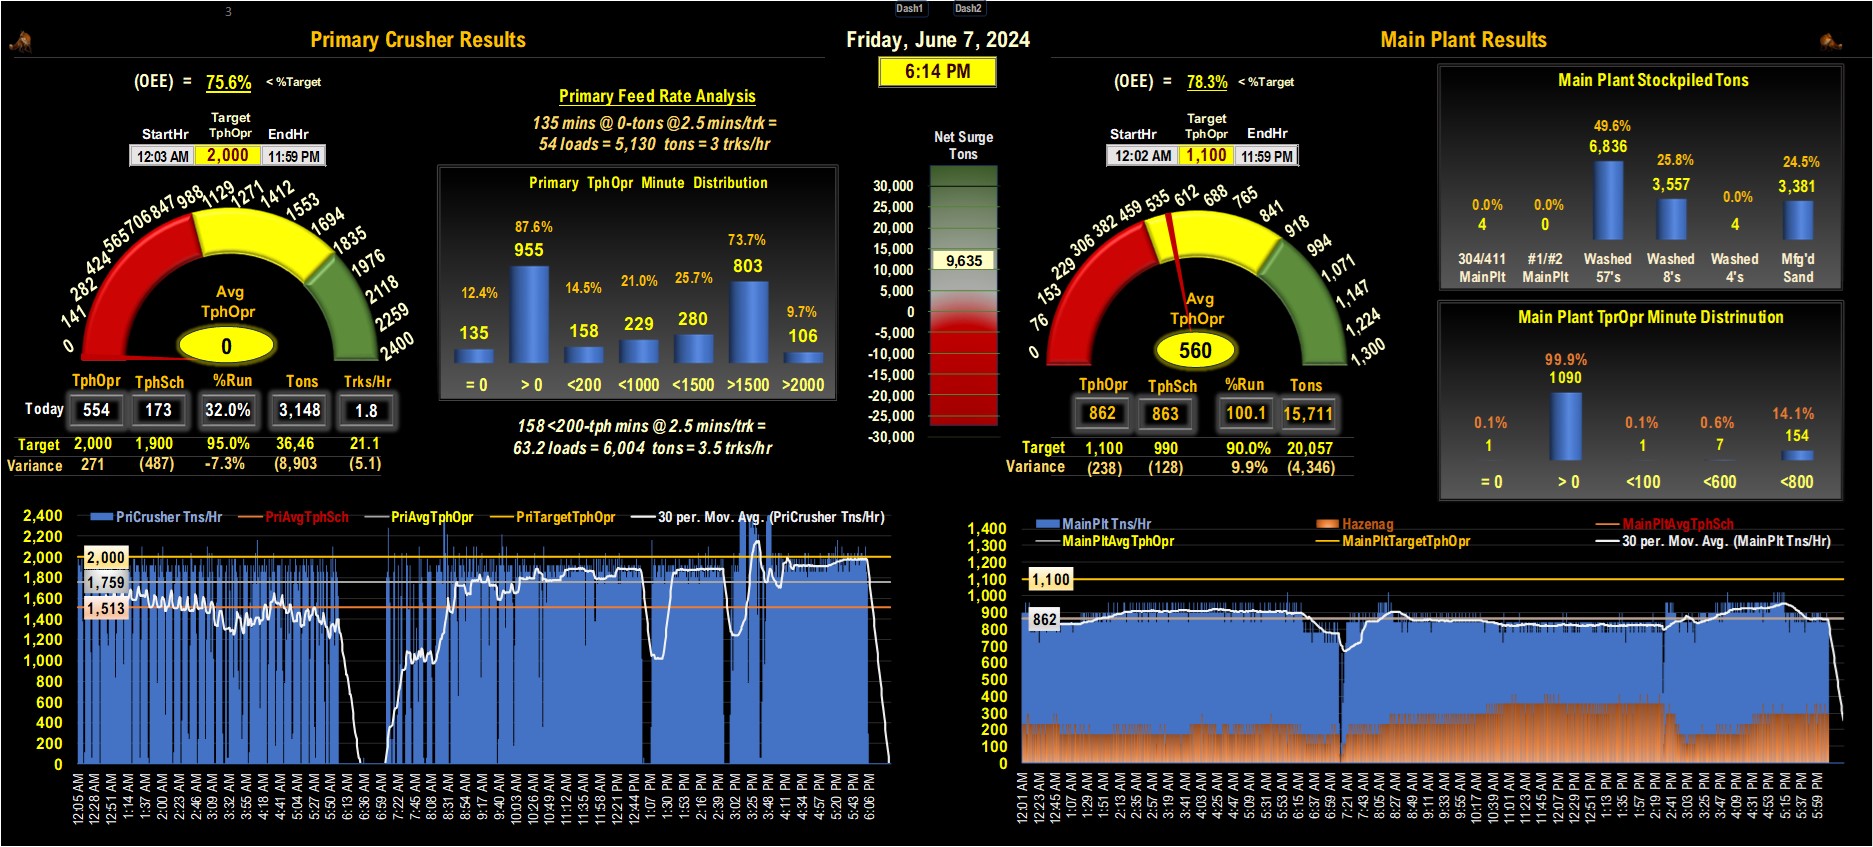 3
Dash1 Dash2
Primary Crusher Results
Friday, June 7, 2024
Main Plant Results
6:14 PM
(OEE) = 75.6% < %Target
StartHr Target TphOpr EndHr
12:03 AM 2,000 11:59 PM
0 141 282 424 565 706 847 988 1129 1271 1412 1553 1694 1835 1976 2118 2259 2400
Avg
TphOpr
0
TphOpr TphSch %Run Tons Trks/Hr
Today 554 173 32.0% 3,148 1.8
Target 2,000 1,900 95.0% 36,46 21.1
Variance 271 (487) -7.3% (8,903 (5.1)
Primary Feed Rate Analysis
135 mins @ 0-tons @2.5 mins/trk =
54 loads = 5,130 tons = 3 trks/hr
Primary TphOpr Minute Distribution
12.4% 87.6% 14.5% 21.0% 25.7% 73.7% 9.7%
135 955 158 229 280 803 106
= 0 > 0 <200 <1000 <1500 >1500 >2000
158 <200-tph mins @ 2.5 mins/trk =
63.2 loads = 6,004 tons = 3.5 trks/hr
Net Surge
Tons
30,000
25,000
20,000
15,000
9,635
10,000
5,000
0
-5,000
-10,000
-15,000
-20,000
-25,000
-30,000
(OEE) = 78.3% < %Target
StartHr Target TphOpr EndHr
12:02 AM 1,100 11:59 PM
0 76 153 229 306 382 459 535 612 688 765 841 918 994 1,071 1,147 1,224 1,300
Avg
TphOpr
560
TphOpr TphSch %Run Tons
862 863 100.1 15,711
Target 1,100 990 90.0% 20,057
Variance (238) (128) 9.9% (4,346)
Main Plant Stockpiled Tons
0.0% 0.0% 49.6% 25.8% 0.0% 24.5%
4 0 6,836 3,557 4 3,381
304/411 #1/#2 Washed Washed Washed Mfg'd
MainPlt MainPlt 57's 8's 4's Sand
Main Plant TprOpr Minute Distrinution
0.1% 99.9% 0.1% 0.6% 14.1%
1 1090 1 7 154
= 0 > 0 <100 <600 <800
PriCrusher Tns/Hr PriAvgTphSch PriAvgTphOpr PriTargetTphOpr 30 per. Mov. Avg. (PriCrusher Tns/Hr)
2,400
2,200
2,000
1,800
1,600
1,400
1,200
1,000
800
600
400
200
0
2,000
1,759
1,513
12:05 AM 12:28 AM 12:51 AM 1:14 AM 1:37 AM 2:00 AM 2:23 AM 2:46 AM 3:09 AM 3:32 AM 3:55 AM 4:18 AM 4:41 AM 5:04 AM 5:27 AM 5:50 AM 6:13 AM 6:36 AM 6:59 AM 7:22 AM 7:45 AM 8:08 AM 8:31 AM 8:54 AM 9:17 AM 9:40 AM 10:03 AM 10:26 AM 10:49 AM 11:12 AM 11:35 AM 11:58 AM 12:21 PM 12:44 PM 1:07 PM 1:30 PM 1:53 PM 2:16 PM 2:39 PM 3:02 PM 3:25 PM 3:48 PM 4:11 PM 4:34 PM 4:57 PM 5:20 PM 5:43 PM 6:06 PM
MainPlt Tns/Hr Hazenag MainPltAvgTphSch
MainPltAvgTphOpr MainPltTargetTphOpr 30 per. Mov. Avg. (MainPlt Tns/Hr)
1,400
1,300
1,200
1,100
1,000
900
800
700
600
500
400
300
200
100
0
1,100
862
12:01 AM 12:23 AM 12:45 AM 1:07 AM 1:29 AM 1:51 AM 2:13 AM 2:35 AM 2:57 AM 3:19 AM 3:41 AM 4:03 AM 4:25 AM 4:47 AM 5:09 AM 5:31 AM 5:53 AM 6:15 AM 6:37 AM 6:59 AM 7:21 AM 7:43 AM 8:05 AM 8:27 AM 8:49 AM 9:11 AM 9:33 AM 9:55 AM 10:17 AM 10:39 AM 11:01 AM 11:23 AM 11:45 AM 12:07 PM 12:29 PM 12:51 PM 1:13 PM 1:35 PM 1:57 PM 2:19 PM 2:41 PM 3:03 PM 3:25 PM 3:47 PM 4:09 PM 4:31 PM 4:53 PM 5:15 PM 5:37 PM 5:59 PM